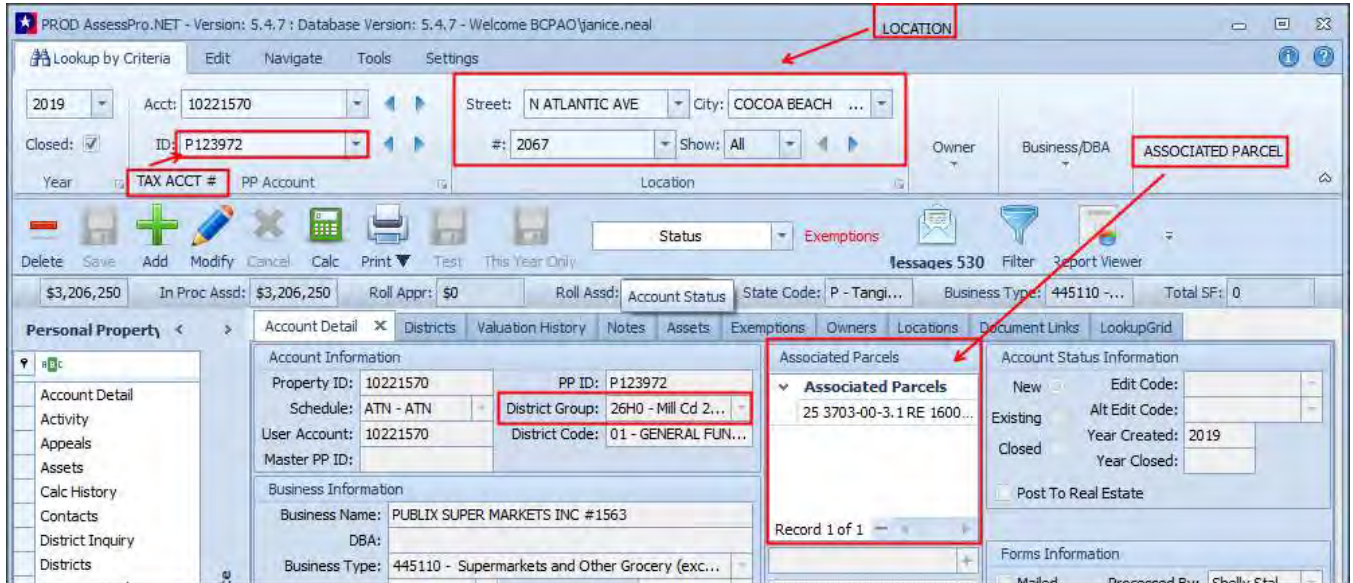 PROD AssessPro.NET - Version: 5.4.7 : Database Version: 5.4.7 - Welcome BCPAO\janice.neal
LOCATION
Lookup by Criteria Edit Navigate Tools Settings
2019 Acct: 10221570 Street: N ATLANTIC AVE City: COCOA BEACH ...
Closed: ID: P123972 #: 2067 Show: All Owner Business/DBA ASSOCIATED PARCEL
Year TAX ACCT # PP Account Location
Status Exemptions
Delete Save Add Modify Cancel Calc Print Test This Year Only Messages 530 Filter Report Viewer
$3,206,250 In Proc Assd: $3,206,250 Roll Appr: $0 Roll Assd: Account Status State Code: P - Tangi... Business Type: 445110 -... Total SF: 0
Personal Property < > Account Detail X Districts Valuation History Notes Assets Exemptions Owners Locations Document Links LookupGrid
Account Information Associated Parcels Account Status Information
Account Detail Property ID: 10221570 PP ID: P123972 Associated Parcels New Edit Code:
Activity Schedule: ATN - ATN District Group: 26H0 - Mill Cd 2... 25 3703-00-3.1 RE 1600... Existing Alt Edit Code:
Appeals User Account: 10221570 District Code: 01 - GENERAL FUN... Closed Year Created: 2019
Assets Master PP ID: Year Closed:
Calc History Business Information Post To Real Estate
Contacts Business Name: PUBLIX SUPER MARKETS INC #1563 Record 1 of 1
District Inquiry DBA: Forms Information
Districts Business Type: 445110 - Supermarkets and Other Grocery (exc...
Mailed Processed By: Shelly Stal